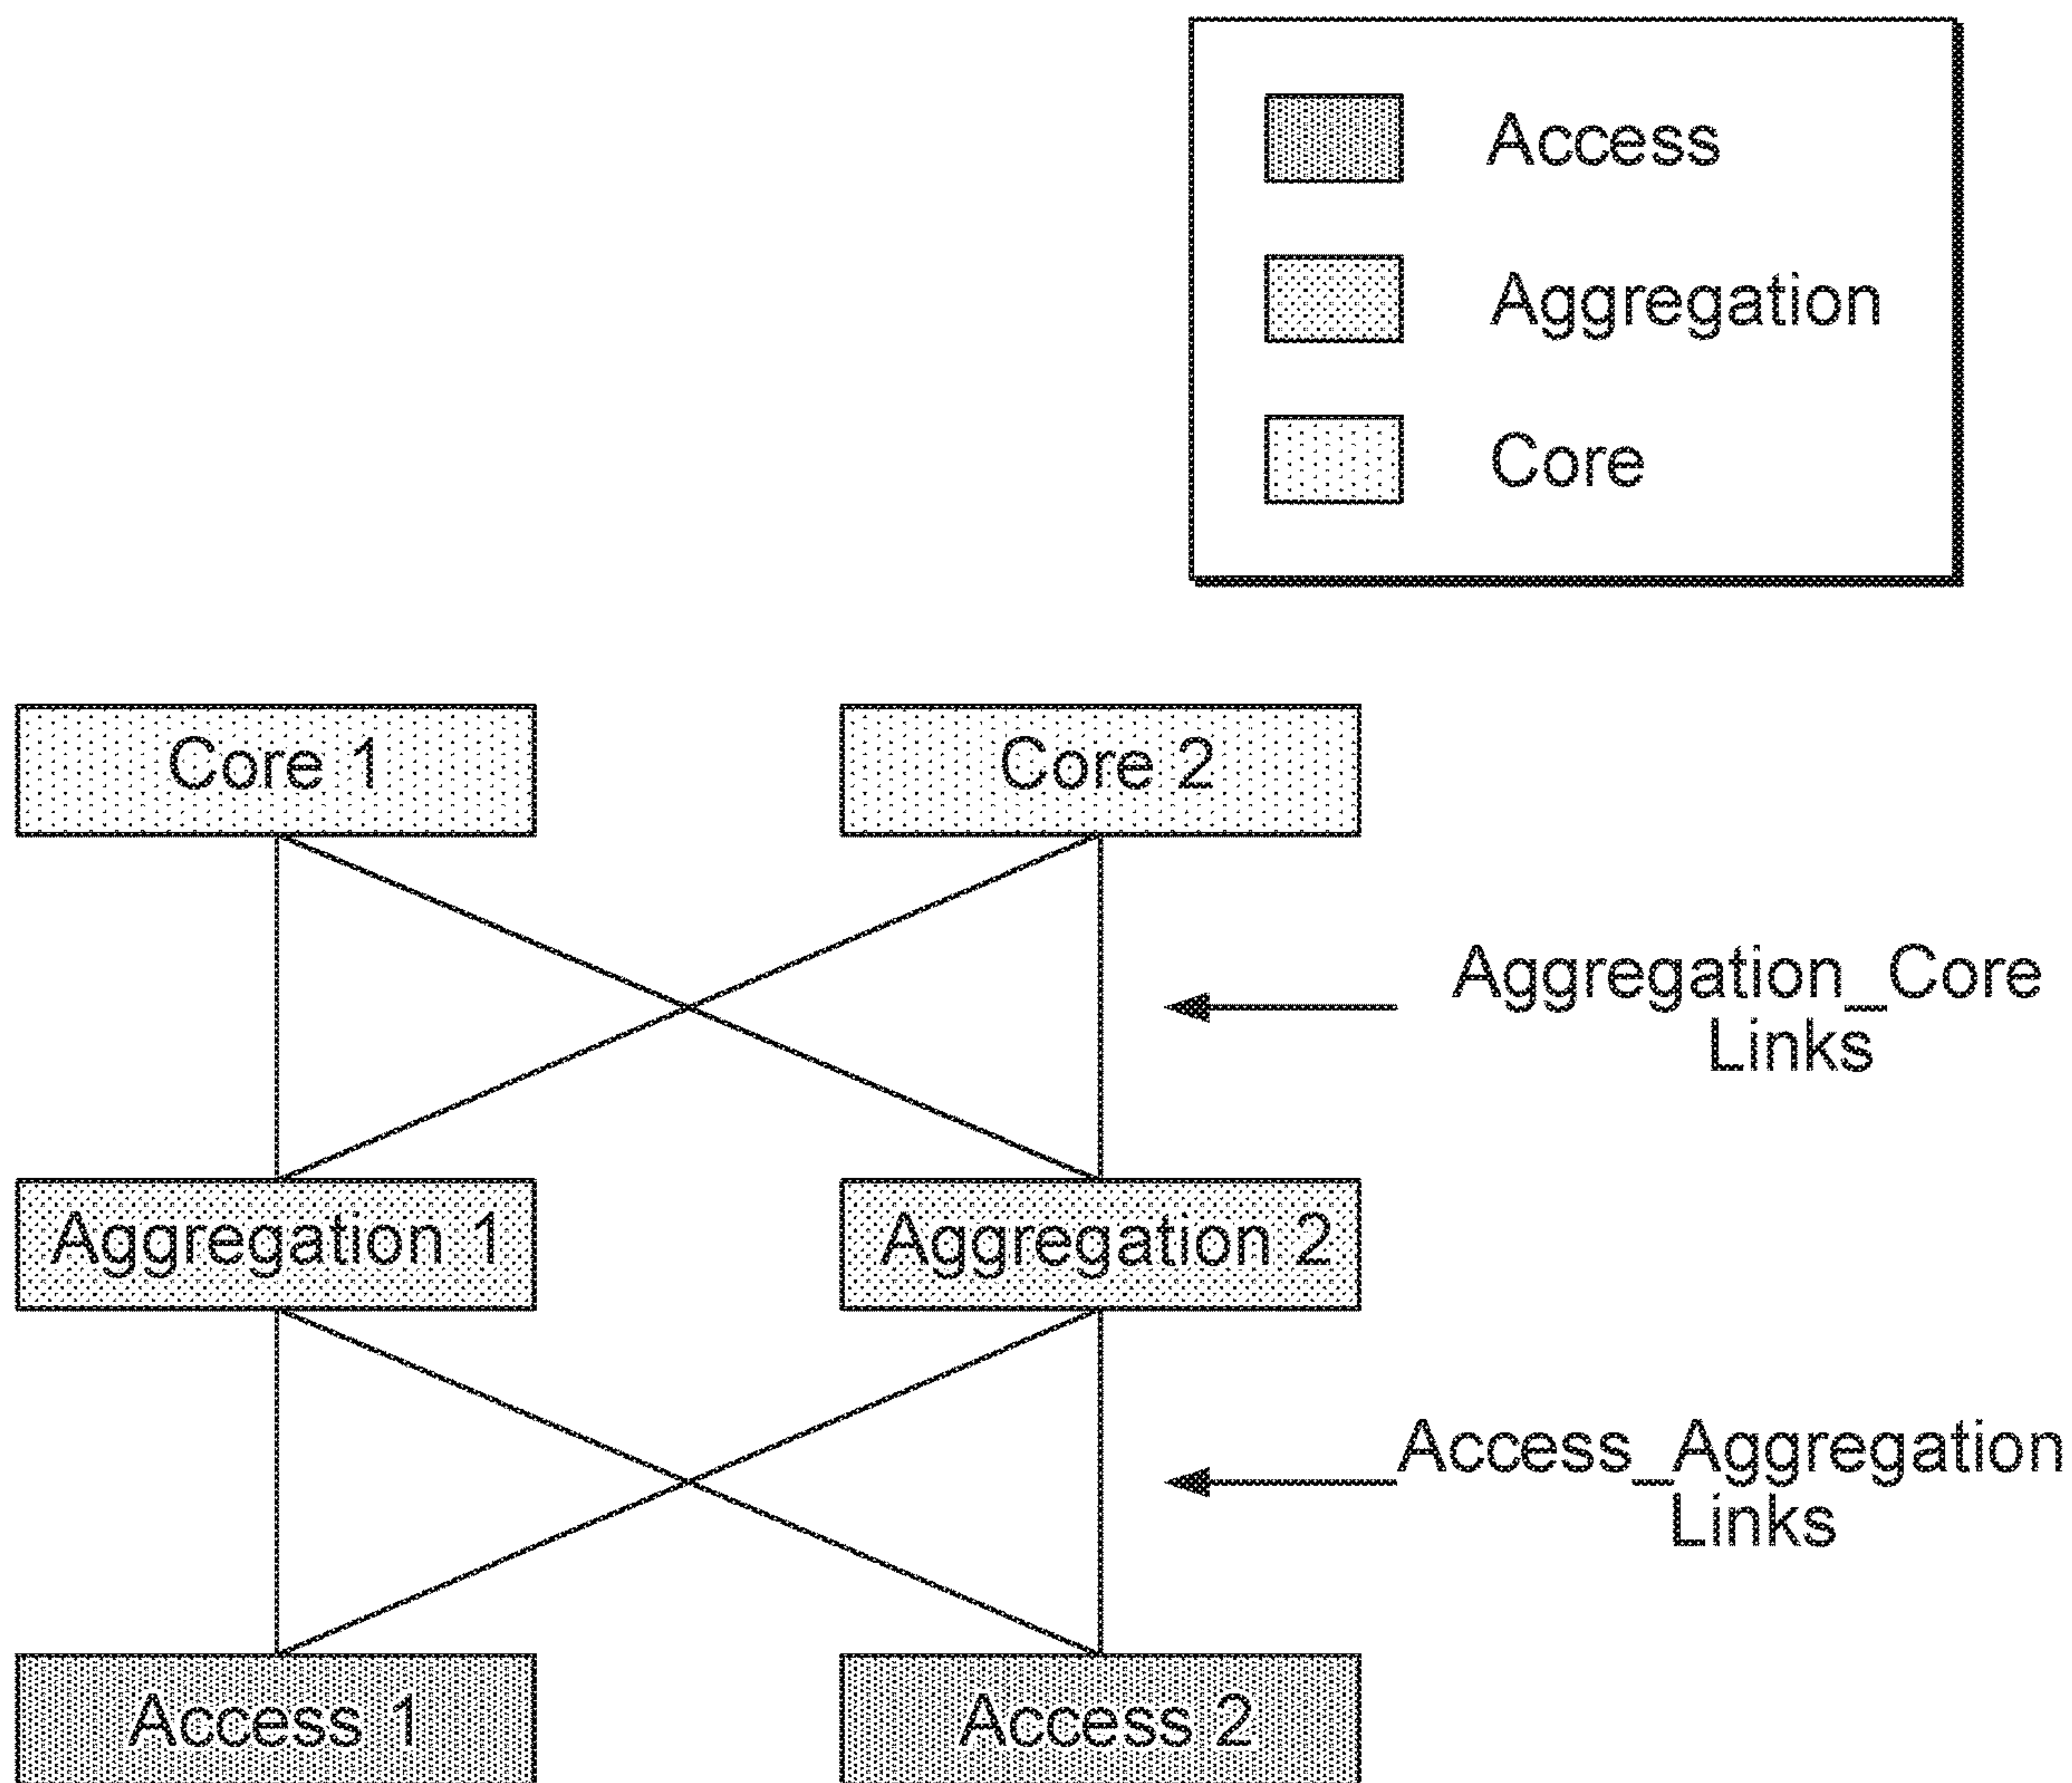 Access
Aggregation
Core
Core 1
Core 2
Aggregation_Core
Links
Aggregation 1
Aggregation 2
Access_Aggregation
Links
Access 1
Access 2